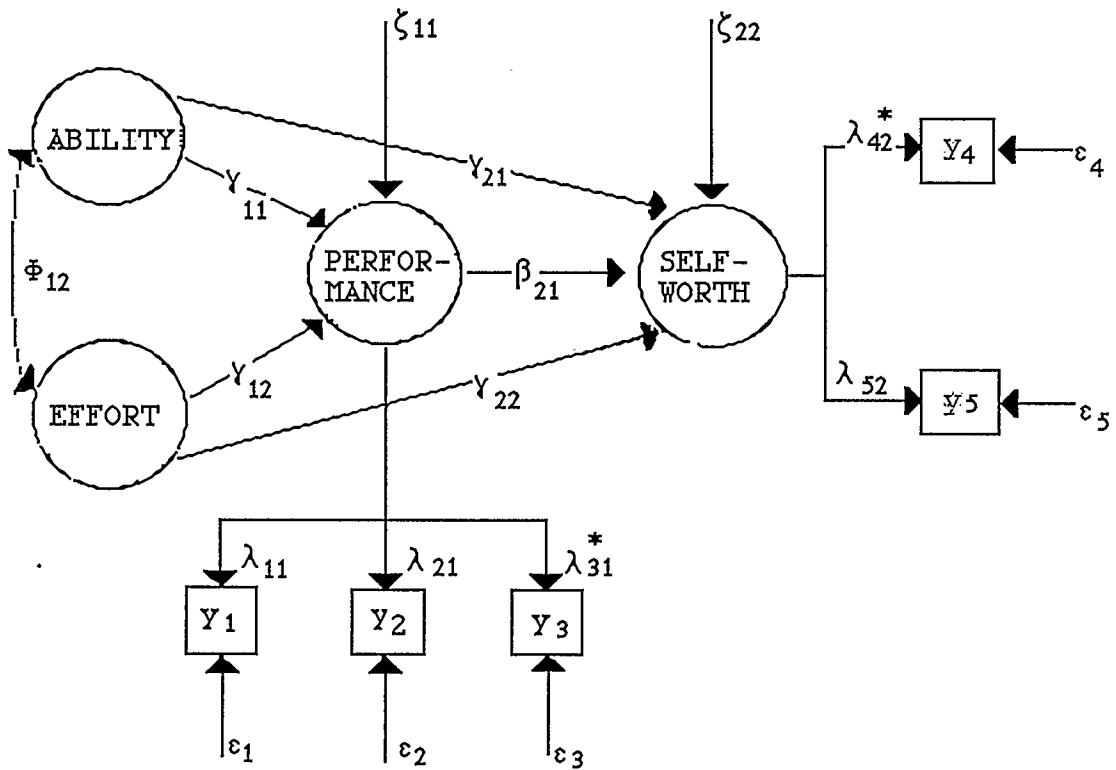 ζ11
ζ22
ABILITY
λ42*
y4
ε4
γ21
γ11
Φ12
PERFOR-
MANCE
β21
SELF-
WORTH
γ12
γ22
EFFORT
λ52
y5
ε5
λ11
λ21
λ31*
y1
y2
y3
ε1
ε2
ε3